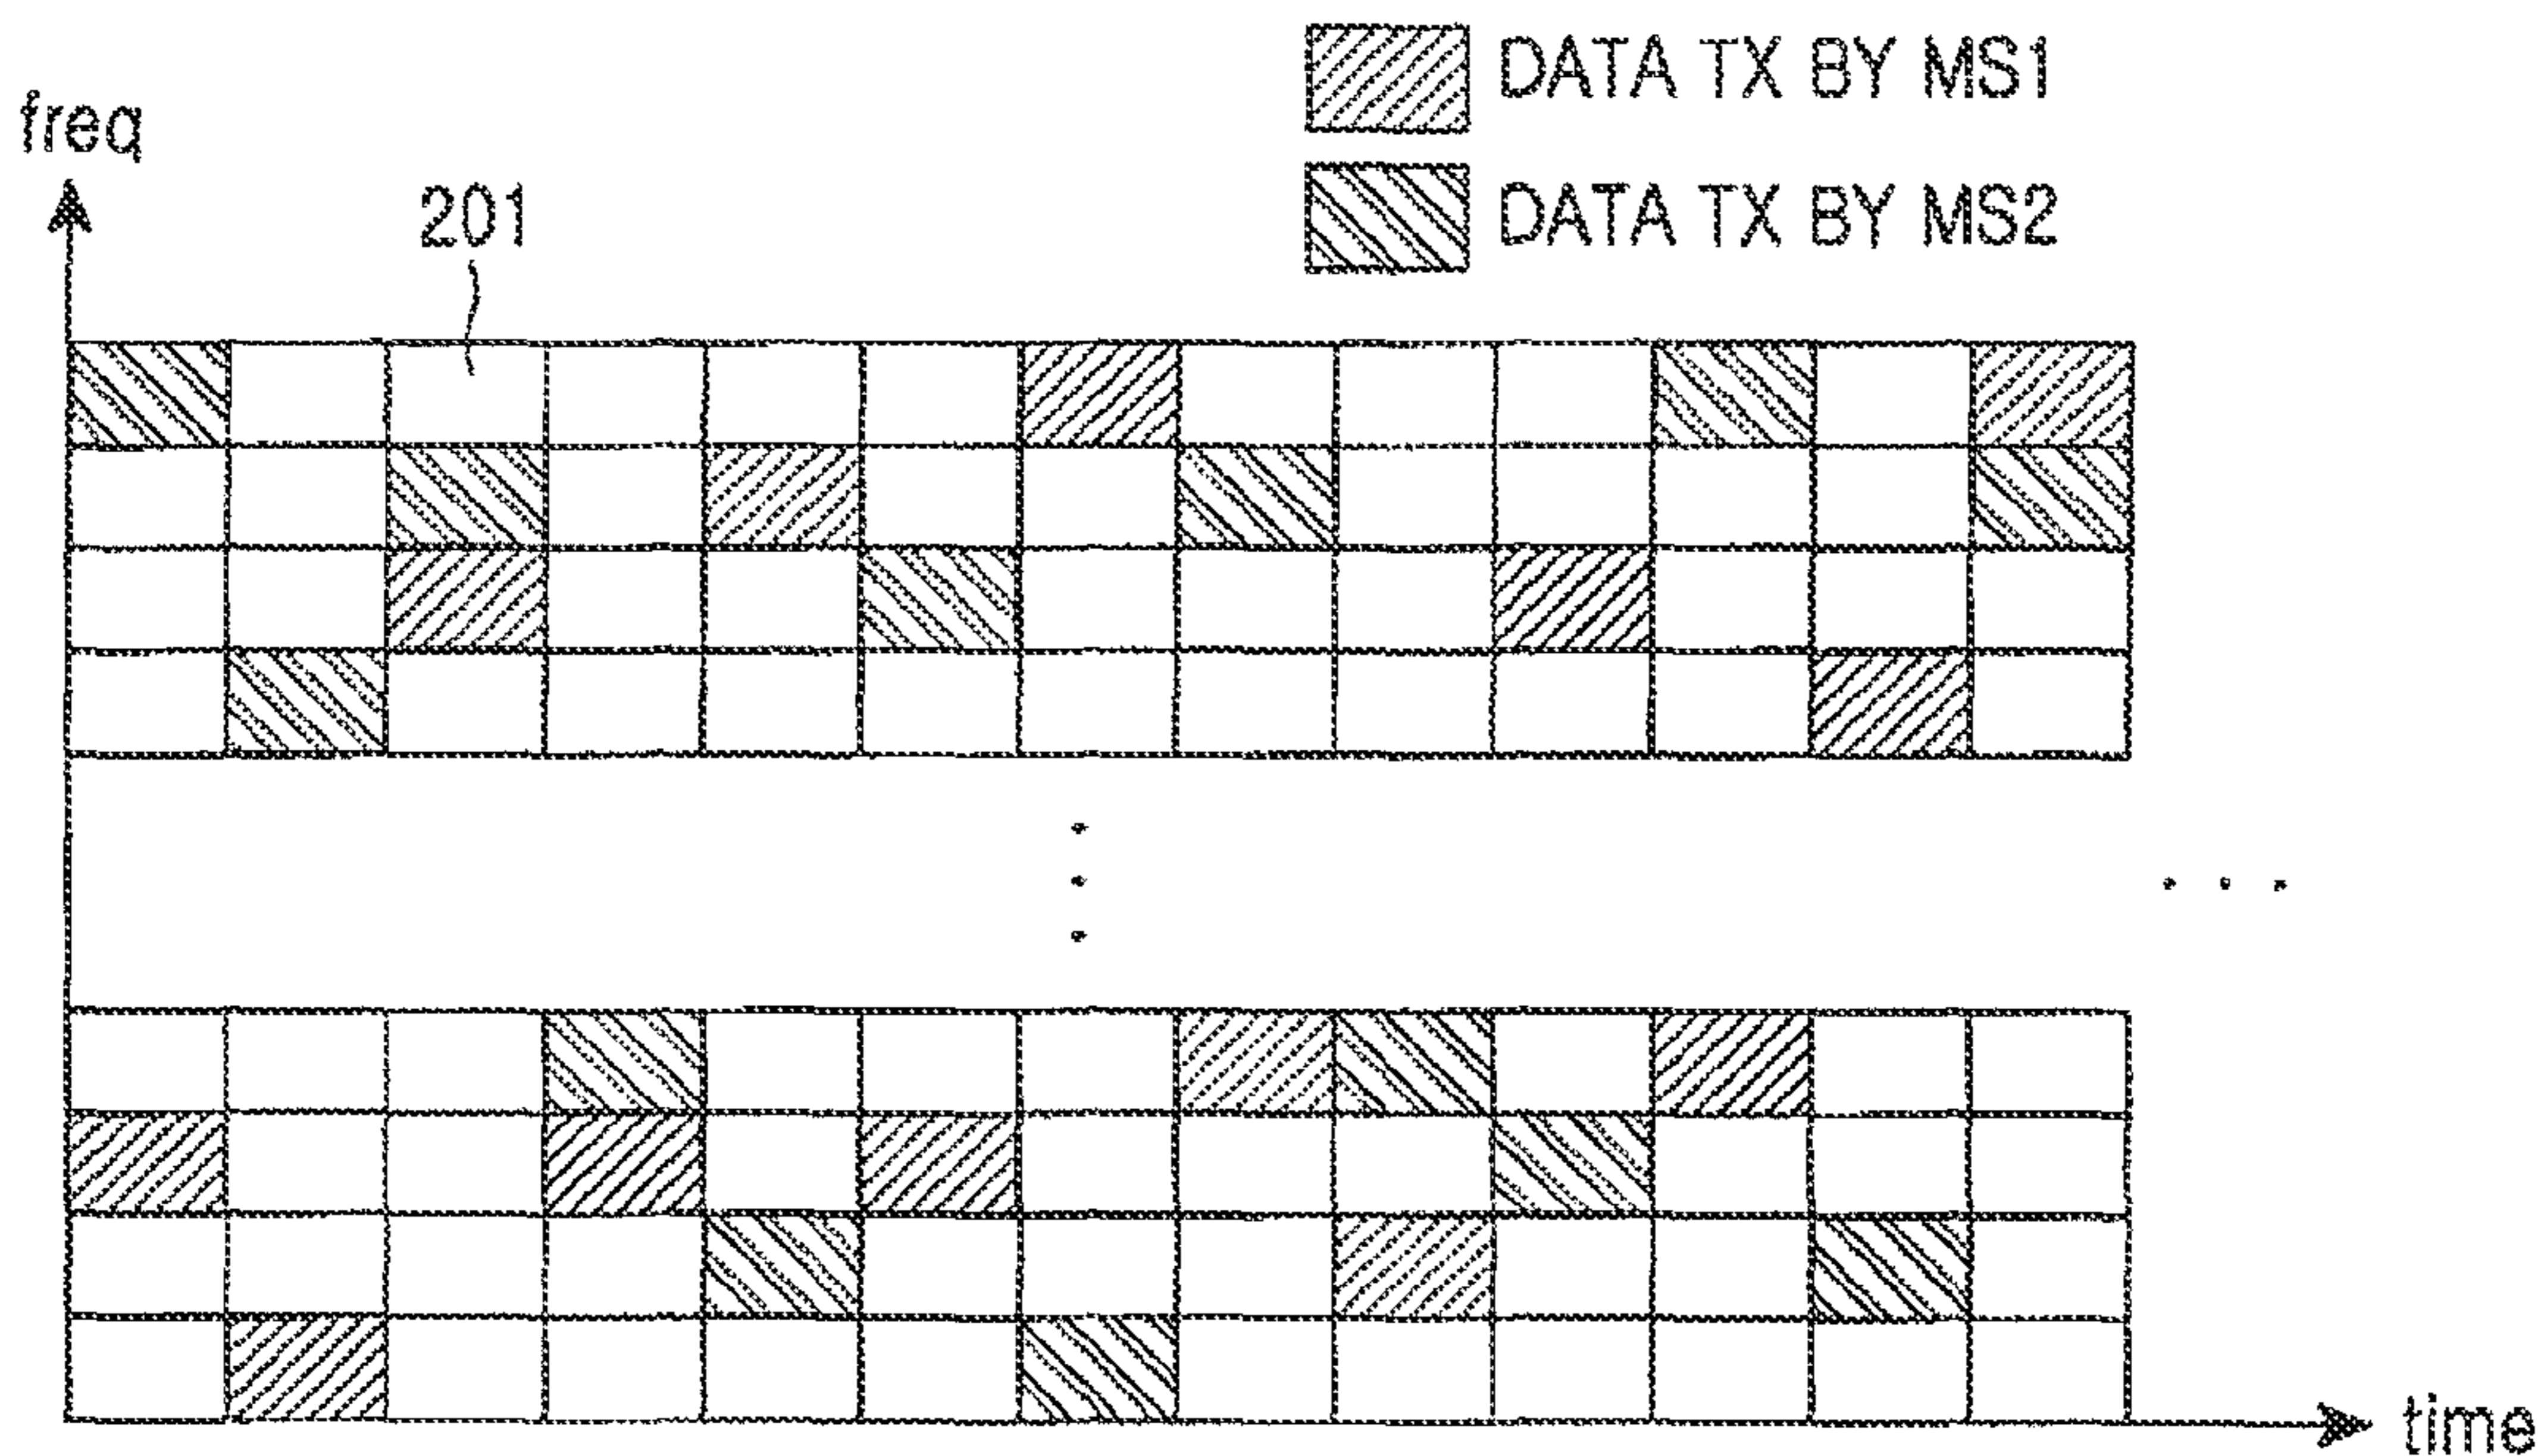 DATA TX BY MS1
DATA TX BY MS2
freq
201
time